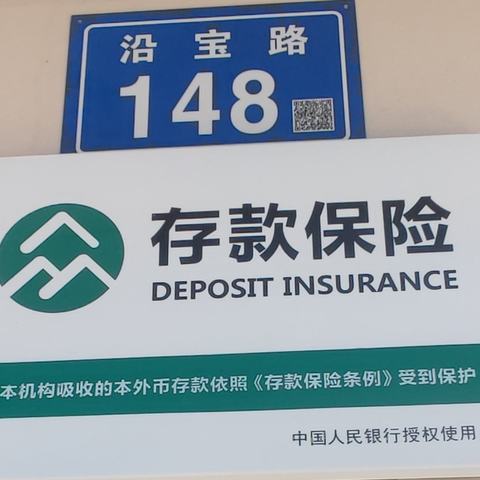 沿宝路
148
存款保险
DEPOSIT INSURANCE
本机构吸收的本外币存款依照《存款保险条例》受到保护
中国人民银行授权使用